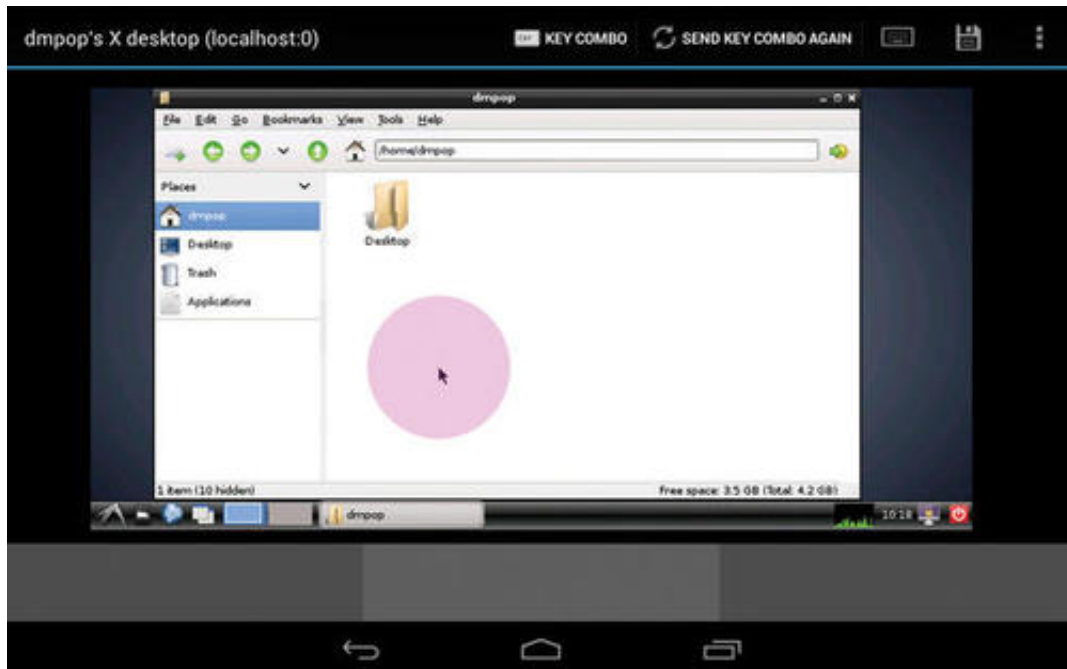 dmpop's X desktop (localhost:0) KEY COMBO SEND KEY COMBO AGAIN
dmpop
File Edit Go Bookmarks View Tools Help
/home/dmpop
Places
dmpop
Desktop
Trash
Applications
Desktop
1 item (10 hidden) Free space: 3.5 GB (Total: 4.2 GB)
dmpop 10:18